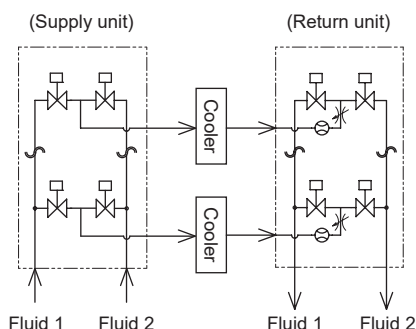 (Supply unit)
(Return unit)
Cooler
Cooler
Fluid 1
Fluid 2
Fluid 1
Fluid 2